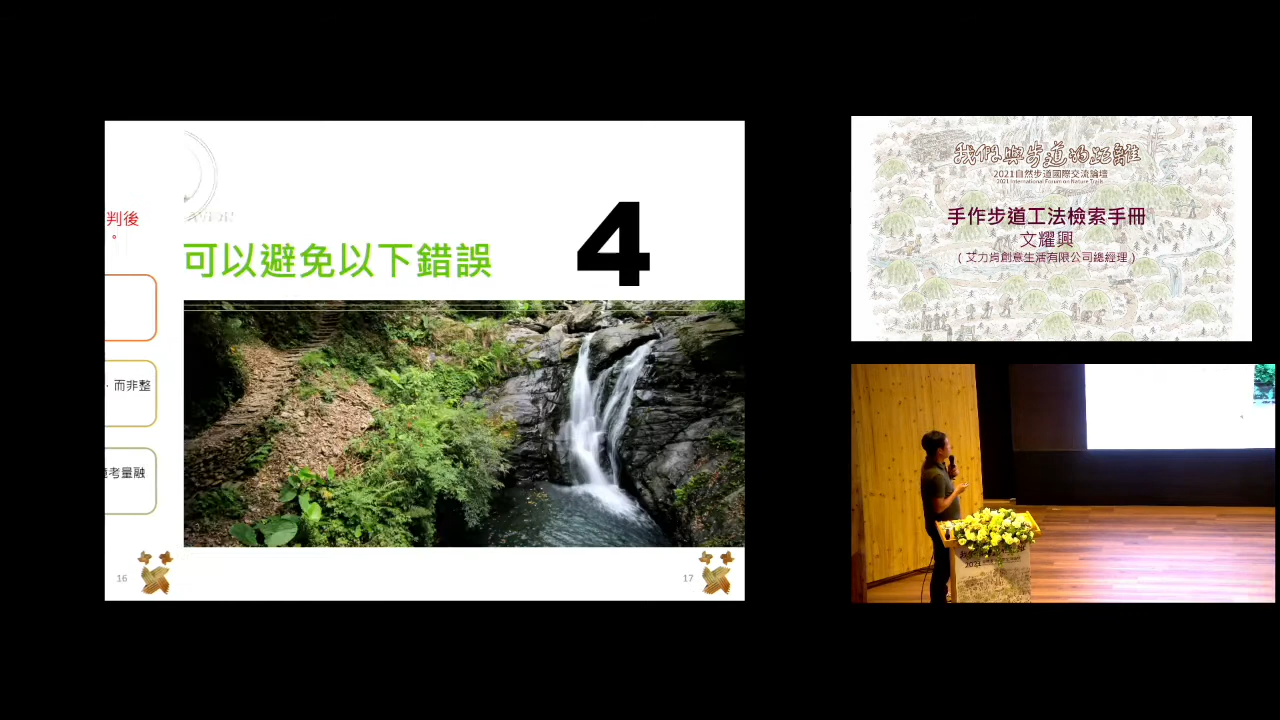 判後
。
而非整
考量融
16
可以避免以下錯誤
4
17
我們與步道的距離
2021自然步道國際交流論壇
2021 International Forum on Nature Trails
手作步道工法檢索手冊
文耀興
（艾力肯創意生活有限公司總經理）
2021